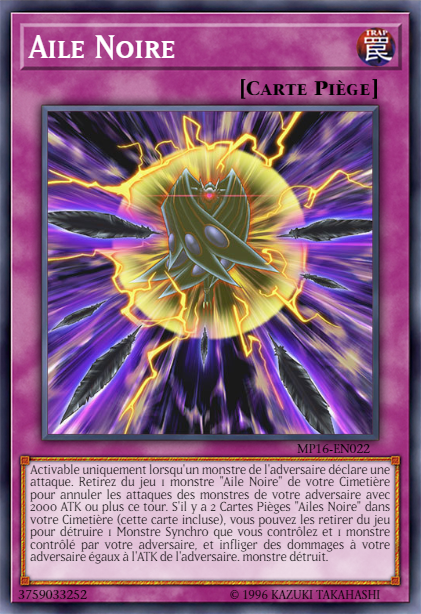 Aile Noire
TRAP
罠
[Carte Piège]
MP16-EN022
Activable uniquement lorsqu'un monstre de l'adversaire déclare une
attaque. Retirez du jeu 1 monstre "Aile Noire" de votre Cimetière
pour annuler les attaques des monstres de votre adversaire avec
2000 ATK ou plus ce tour. S'il y a 2 Cartes Pièges "Ailes Noire" dans
votre Cimetière (cette carte incluse), vous pouvez les retirer du jeu
pour détruire 1 Monstre Synchro que vous contrôlez et 1 monstre
contrôlé par votre adversaire, et infliger des dommages à votre
adversaire égaux à l'ATK de l'adversaire. monstre détruit.
3759033252
© 1996 KAZUKI TAKAHASHI